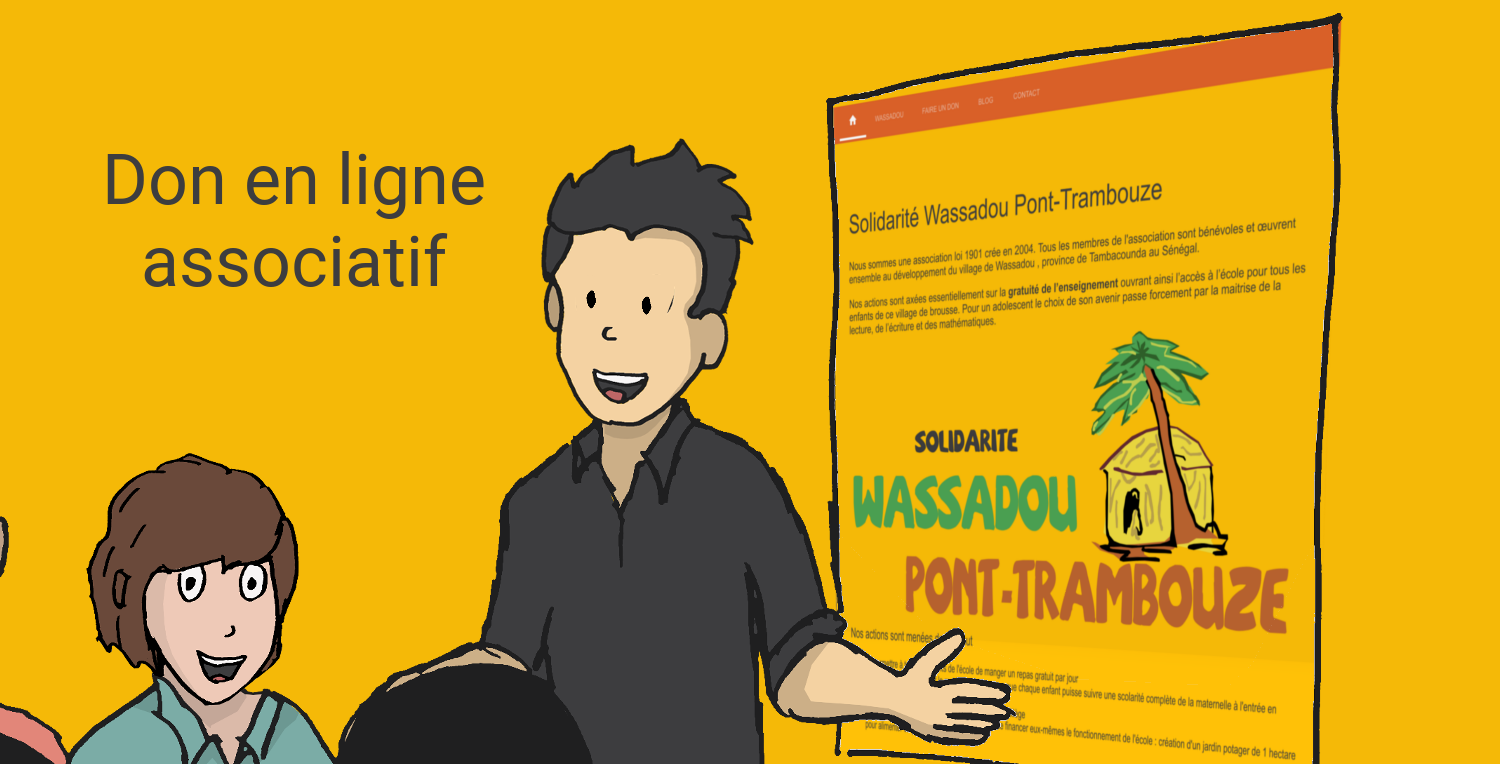 Don en ligne
associatif
WASSADOU FAIRE UN DON BLOG CONTACT
Solidarité Wassadou Pont-Trambouze
Nous sommes une association loi 1901 crée en 2004. Tous les membres de l'association sont bénévoles et œuvrent
ensemble au développement du village de Wassadou , province de Tambacounda au Sénégal.
Nos actions sont axées essentiellement sur la gratuité de l'enseignement ouvrant ainsi l'accès à l'école pour tous les
enfants de ce village de brousse. Pour un adolescent le choix de son avenir passe forcement par la maitrise de la
lecture, de l'écriture et des mathématiques.
SOLIDARITE
WASSADOU
PONT-TRAMBOUZE
Nos actions sont menées
de l'école de manger un repas gratuit par jour
chaque enfant puisse suivre une scolarité complète de la maternelle à l'entrée en
pour
financer eux-mêmes le fonctionnement de l'école : création d'un jardin potager de 1 hectare